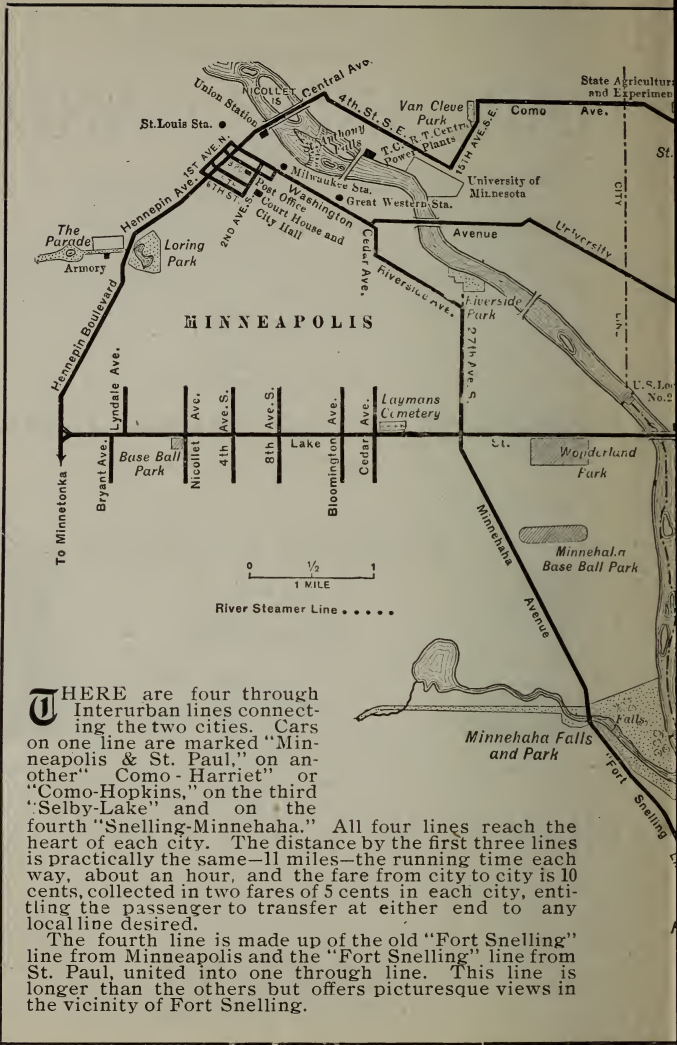 Central Ave.
NICOLLET
IS
Union Station
4th. St. S. E.
Van Cleve
Park
State Agricultur
and Experimen
Como Ave.
St. Louis Sta.
Anthony
Falls
T.C.R.T. Central
Power Plants
15TH AVE. S.E.
St.
1ST AVE. N.
Hennepin Ave.
Milwaukee Sta.
University of
Minnesota
CITY
LINE
Post Office
Great Western Sta.
6TH ST.
2ND AVE. S.
Court House and
City Hall
Washington
Avenue
University
The
Parade
Armory
Loring
Park
Cedar Ave.
Riverside Ave.
Riverside
Park
MINNEAPOLIS
27TH Ave. S.
Hennepin Boulevard
U.S. Loc
No. 2
Lyndale Ave.
Nicollet Ave.
4th Ave. S.
8th Ave. S.
Bloomington Ave.
Cedar Ave.
Laymans
Cemetery
Bryant Ave.
Base Ball
Park
Lake St.
Wonderland
Park
To Minnetonka
Minnehaha
Base Ball Park
Minnehaha Avenue
0 ½ 1
1 MILE
River Steamer Line . . . . .
Falls
Minnehaha Falls
and Park
"Fort Snelling
THERE are four through
Interurban lines connect-
ing the two cities. Cars
on one line are marked "Min-
neapolis & St. Paul," on an-
other" Como - Harriet" or
"Como-Hopkins," on the third
"Selby-Lake" and on the
fourth "Snelling-Minnehaha." All four lines reach the
heart of each city. The distance by the first three lines
is practically the same—11 miles—the running time each
way, about an hour, and the fare from city to city is 10
cents, collected in two fares of 5 cents in each city, enti-
tling the passenger to transfer at either end to any
local line desired.
The fourth line is made up of the old "Fort Snelling"
line from Minneapolis and the "Fort Snelling" line from
St. Paul, united into one through line. This line is
longer than the others but offers picturesque views in
the vicinity of Fort Snelling.